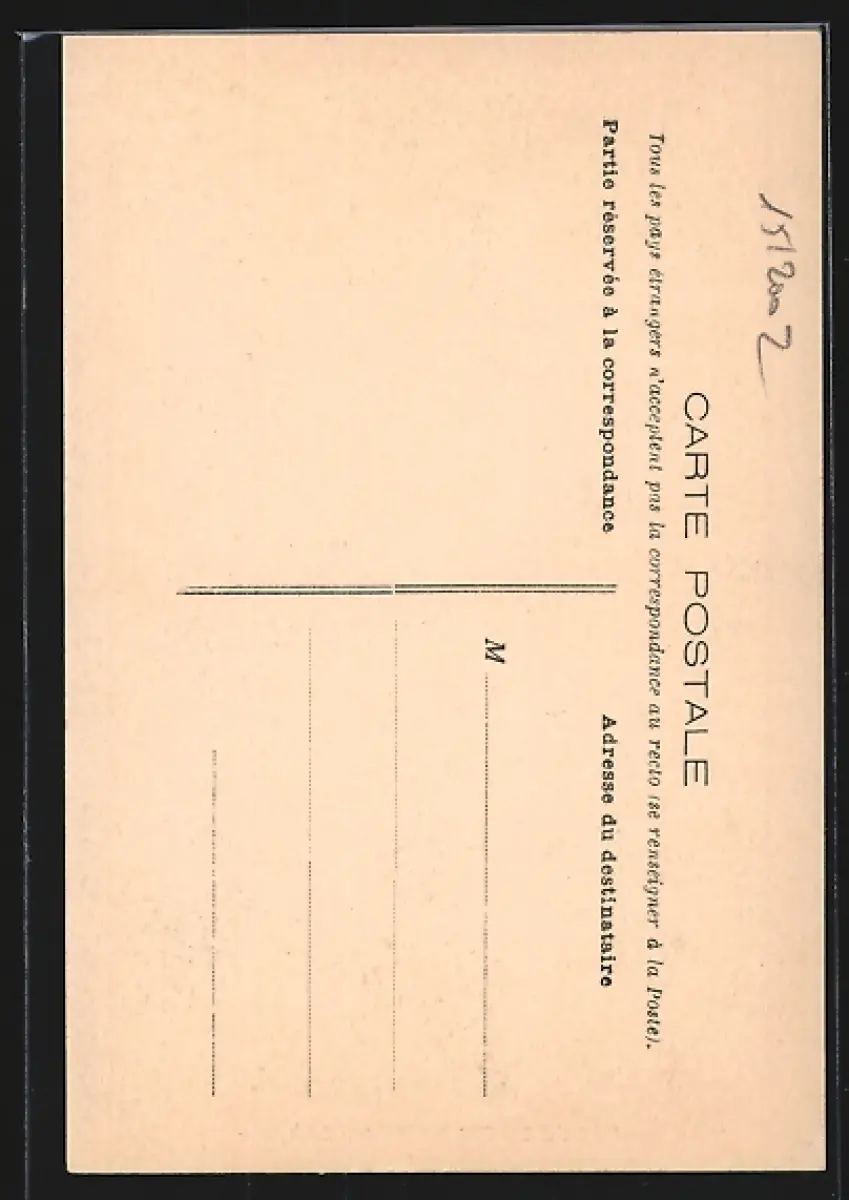 CARTE POSTALE
Tous les pays étrangers n'acceptent pas la correspondance au recto (se renseigner à la Poste).
Partie réservée à la correspondance
Adresse du destinataire
M